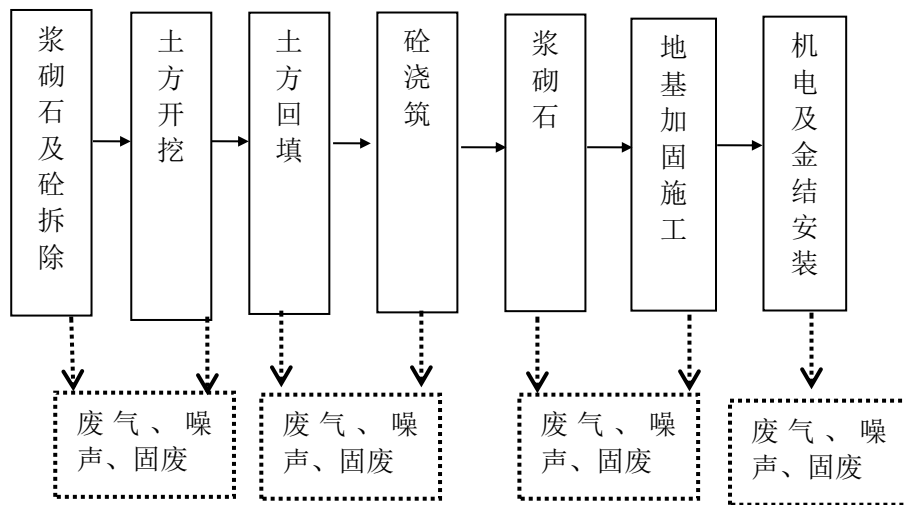 浆砌石及砼拆除
土方开挖
土方回填
砼浇筑
浆砌石
地基加固施工
机电及金结安装
废气、噪
声、固废
废气、噪
声、固废
废气、噪
声、固废
废气、噪
声、固废